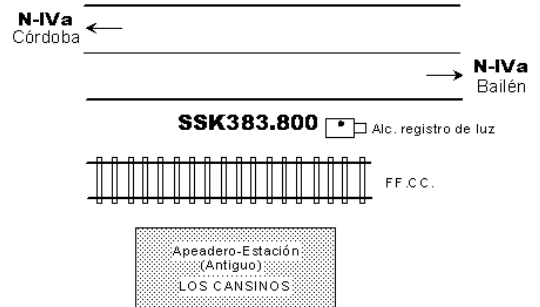 N-IVa
Córdoba
N-IVa
Bailén
SSK383.800
Alc. registro de luz
FF.CC.
Apeadero-Estación
(Antiguo)
LOS CANSINOS